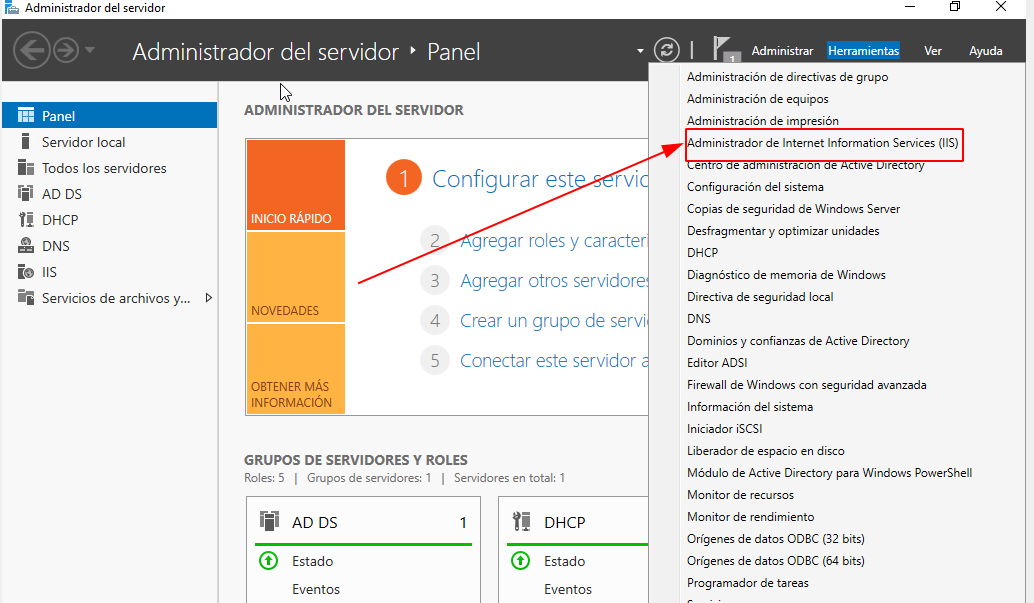 Administrador del servidor
Administrador del servidor
Panel
1
Administrar
Herramientas
Ver
Ayuda
Panel
Servidor local
Todos los servidores
AD DS
DHCP
DNS
IIS
Servicios de archivos y...
ADMINISTRADOR DEL SERVIDOR
INICIO RÁPIDO
NOVEDADES
OBTENER MÁS
INFORMACIÓN
1 Configurar este servic
2 Agregar roles y caracterí
3 Agregar otros servidores
4 Crear un grupo de servi
5 Conectar este servidor a
GRUPOS DE SERVIDORES Y ROLES
Roles: 5 | Grupos de servidores: 1 | Servidores en total: 1
AD DS 1
Estado
Eventos
DHCP
Estado
Eventos
Administración de directivas de grupo
Administración de equipos
Administración de impresión
Administrador de Internet Information Services (IIS)
Centro de administración de Active Directory
Configuración del sistema
Copias de seguridad de Windows Server
Desfragmentar y optimizar unidades
DHCP
Diagnóstico de memoria de Windows
Directiva de seguridad local
DNS
Dominios y confianzas de Active Directory
Editor ADSI
Firewall de Windows con seguridad avanzada
Información del sistema
Iniciador iSCSI
Liberador de espacio en disco
Módulo de Active Directory para Windows PowerShell
Monitor de recursos
Monitor de rendimiento
Orígenes de datos ODBC (32 bits)
Orígenes de datos ODBC (64 bits)
Programador de tareas